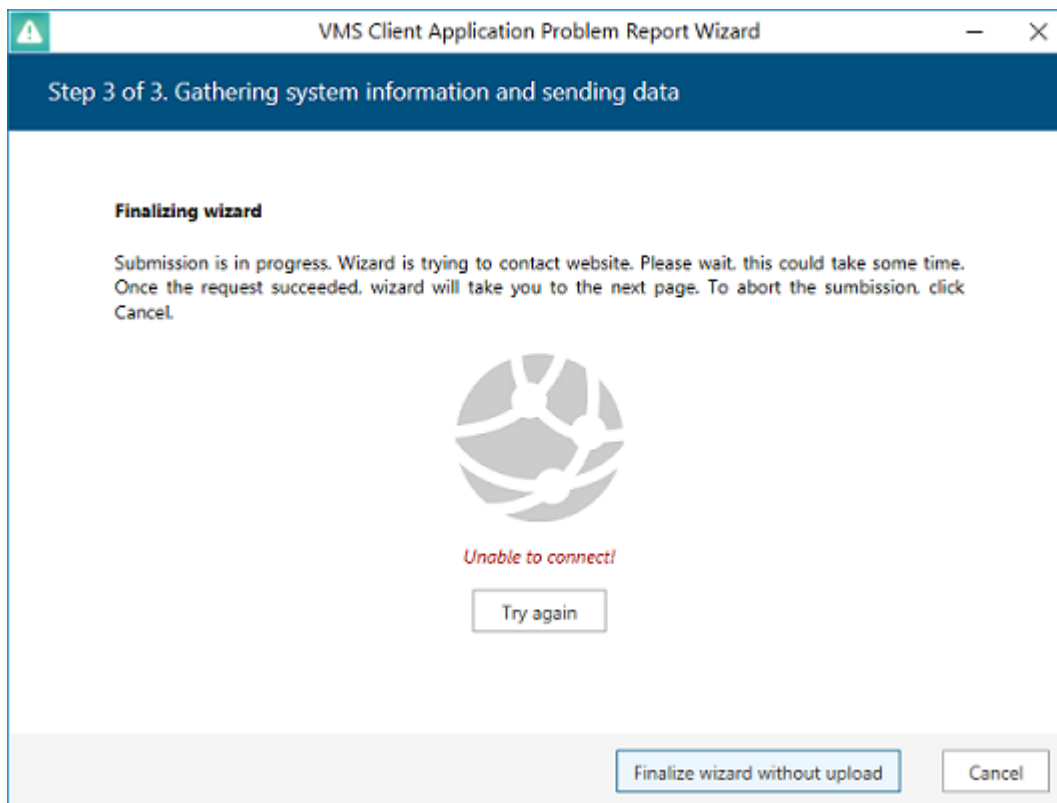 VMS Client Application Problem Report Wizard
Step 3 of 3. Gathering system information and sending data
Finalizing wizard
Submission is in progress. Wizard is trying to contact website. Please wait, this could take some time.
Once the request succeeded, wizard will take you to the next page. To abort the sumbission, click
Cancel.
Unable to connect!
Try again
Finalize wizard without upload
Cancel